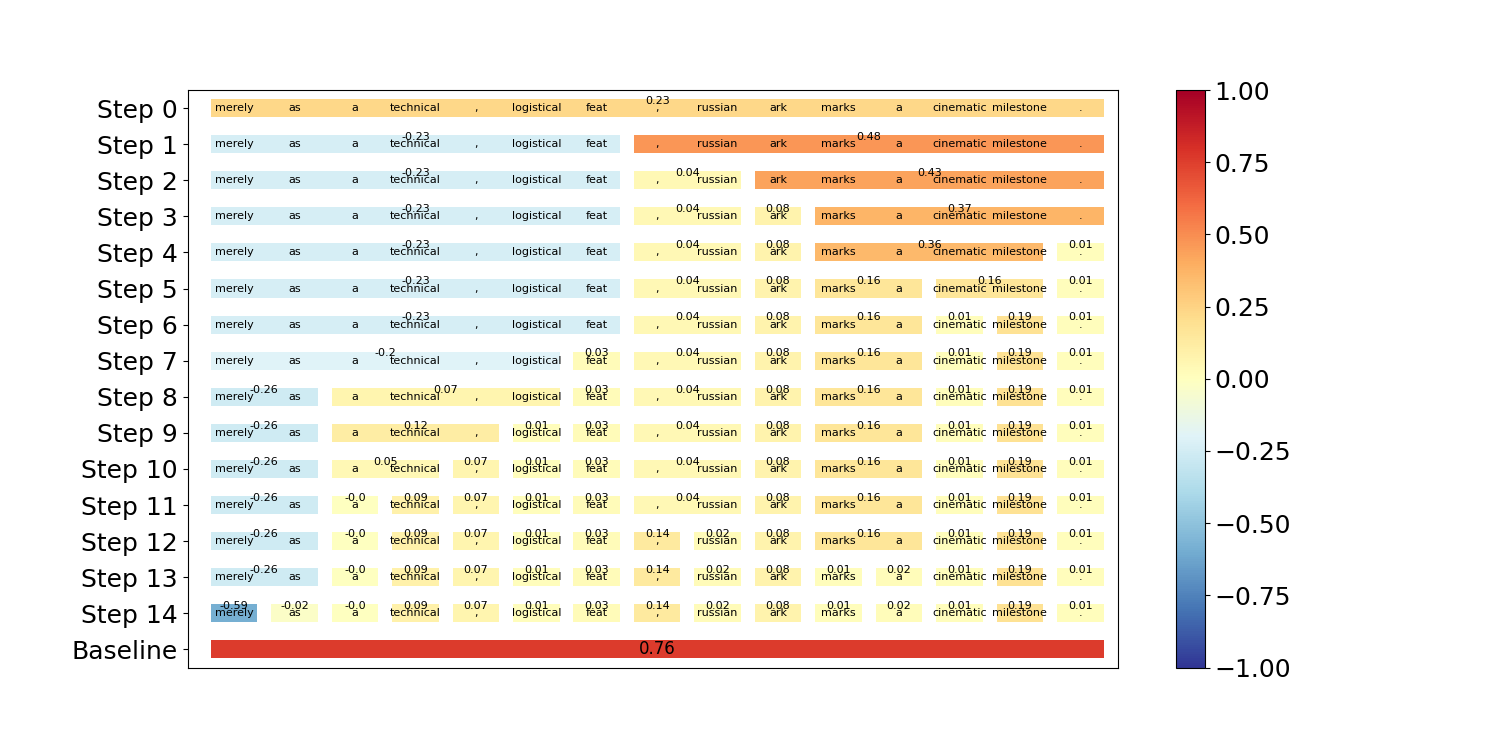 0.23
Step 0 merely as a technical , logistical feat , russian ark marks a cinematic milestone .
-0.23 0.48
Step 1 merely as a technical , logistical feat , russian ark marks a cinematic milestone .
-0.23 0.04 0.43
Step 2 merely as a technical , logistical feat , russian ark marks a cinematic milestone .
-0.23 0.04 0.08 0.37
Step 3 merely as a technical , logistical feat , russian ark marks a cinematic milestone .
-0.23 0.04 0.08 0.36 0.01
Step 4 merely as a technical , logistical feat , russian ark marks a cinematic milestone .
-0.23 0.04 0.08 0.16 0.16 0.01
Step 5 merely as a technical , logistical feat , russian ark marks a cinematic milestone .
-0.23 0.04 0.08 0.16 0.01 0.19 0.01
Step 6 merely as a technical , logistical feat , russian ark marks a cinematic milestone .
-0.2 0.03 0.04 0.08 0.16 0.01 0.19 0.01
Step 7 merely as a technical , logistical feat , russian ark marks a cinematic milestone .
-0.26 0.07 0.03 0.04 0.08 0.16 0.01 0.19 0.01
Step 8 merely as a technical , logistical feat , russian ark marks a cinematic milestone .
-0.26 0.12 0.01 0.03 0.04 0.08 0.16 0.01 0.19 0.01
Step 9 merely as a technical , logistical feat , russian ark marks a cinematic milestone .
-0.26 0.05 0.07 0.01 0.03 0.04 0.08 0.16 0.01 0.19 0.01
Step 10 merely as a technical , logistical feat , russian ark marks a cinematic milestone .
-0.26 -0.0 0.09 0.07 0.01 0.03 0.04 0.08 0.16 0.01 0.19 0.01
Step 11 merely as a technical , logistical feat , russian ark marks a cinematic milestone .
-0.26 -0.0 0.09 0.07 0.01 0.03 0.14 0.02 0.08 0.16 0.01 0.19 0.01
Step 12 merely as a technical , logistical feat , russian ark marks a cinematic milestone .
-0.26 -0.0 0.09 0.07 0.01 0.03 0.14 0.02 0.08 0.01 0.02 0.01 0.19 0.01
Step 13 merely as a technical , logistical feat , russian ark marks a cinematic milestone .
-0.59 -0.02 -0.0 0.09 0.07 0.01 0.03 0.14 0.02 0.08 0.01 0.02 0.01 0.19 0.01
Step 14 merely as a technical , logistical feat , russian ark marks a cinematic milestone .
Baseline 0.76
1.00
0.75
0.50
0.25
0.00
−0.25
−0.50
−0.75
−1.00